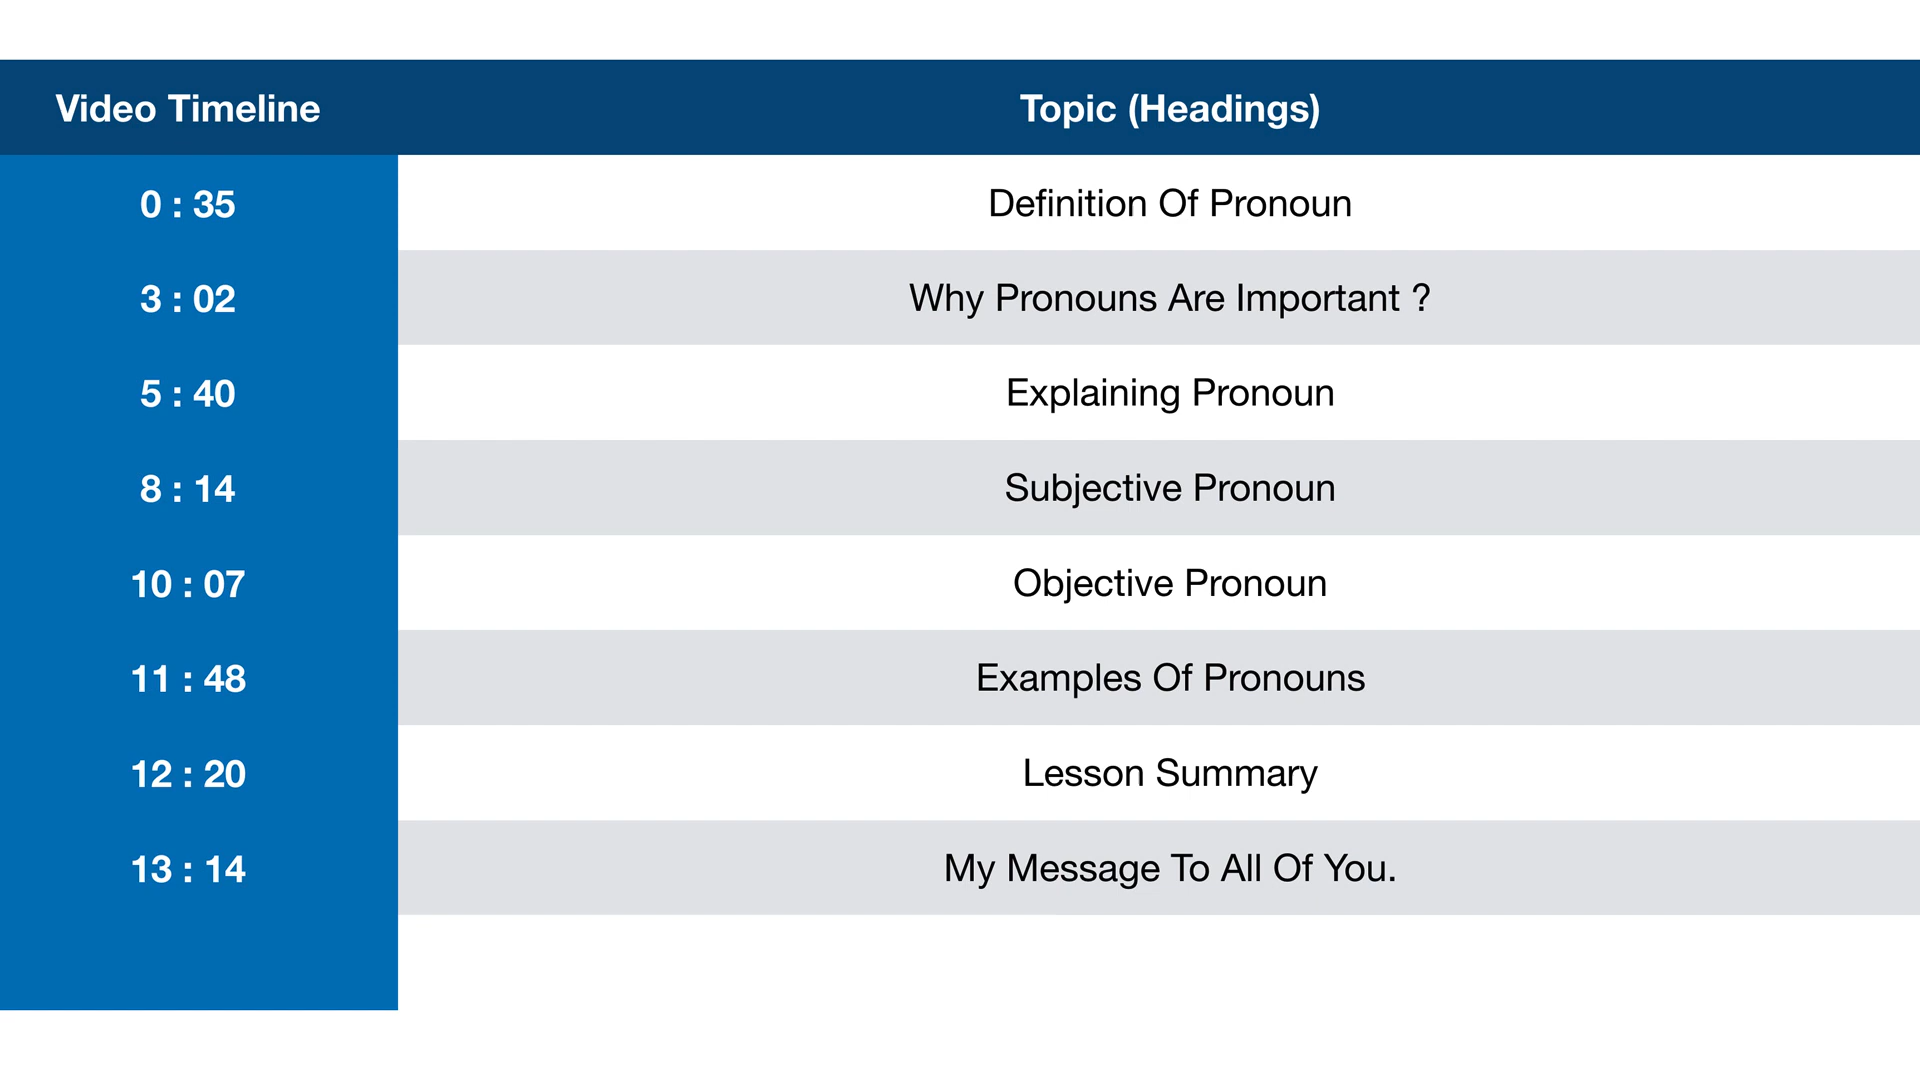 Video Timeline Topic (Headings)
0 : 35 Definition Of Pronoun
3 : 02 Why Pronouns Are Important ?
5 : 40 Explaining Pronoun
8 : 14 Subjective Pronoun
10 : 07 Objective Pronoun
11 : 48 Examples Of Pronouns
12 : 20 Lesson Summary
13 : 14 My Message To All Of You.